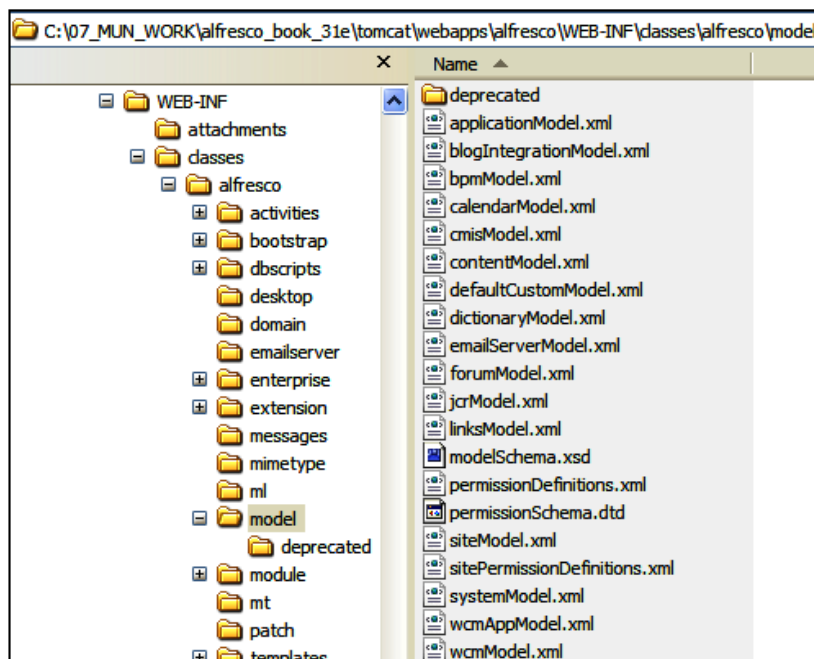 C:\07_MUN_WORK\alfresco_book_31e\tomcat\webapps\alfresco\WEB-INF\classes\alfresco\model
WEB-INF
attachments
classes
alfresco
activities
bootstrap
dbscripts
desktop
domain
emailserver
enterprise
extension
messages
mimetype
ml
model
deprecated
module
mt
patch
templates
Name
deprecated
applicationModel.xml
blogIntegrationModel.xml
bpmModel.xml
calendarModel.xml
cmisModel.xml
contentModel.xml
defaultCustomModel.xml
dictionaryModel.xml
emailServerModel.xml
forumModel.xml
jcrModel.xml
linksModel.xml
modelSchema.xsd
permissionDefinitions.xml
permissionSchema.dtd
siteModel.xml
sitePermissionDefinitions.xml
systemModel.xml
wcmAppModel.xml
wcmModel.xml